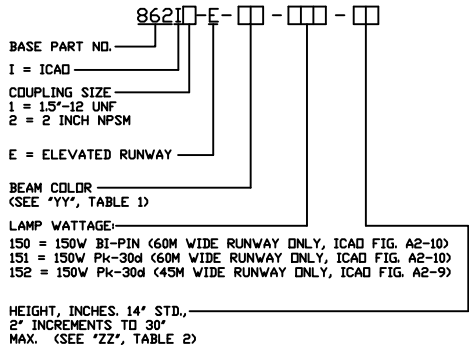 862I□-E-□□ - □□□ - □□
BASE PART NO.
I = ICAO
COUPLING SIZE
1 = 1.5"-12 UNF
2 = 2 INCH NPSM
E = ELEVATED RUNWAY
BEAM COLOR
(SEE "YY", TABLE 1)
LAMP WATTAGE:
150 = 150W BI-PIN (60M WIDE RUNWAY ONLY, ICAO FIG. A2-10)
151 = 150W Pk-30d (60M WIDE RUNWAY ONLY, ICAO FIG. A2-10)
152 = 150W Pk-30d (45M WIDE RUNWAY ONLY, ICAO FIG. A2-9)
HEIGHT, INCHES. 14" STD.,
2" INCREMENTS TO 30"
MAX. (SEE "ZZ", TABLE 2)